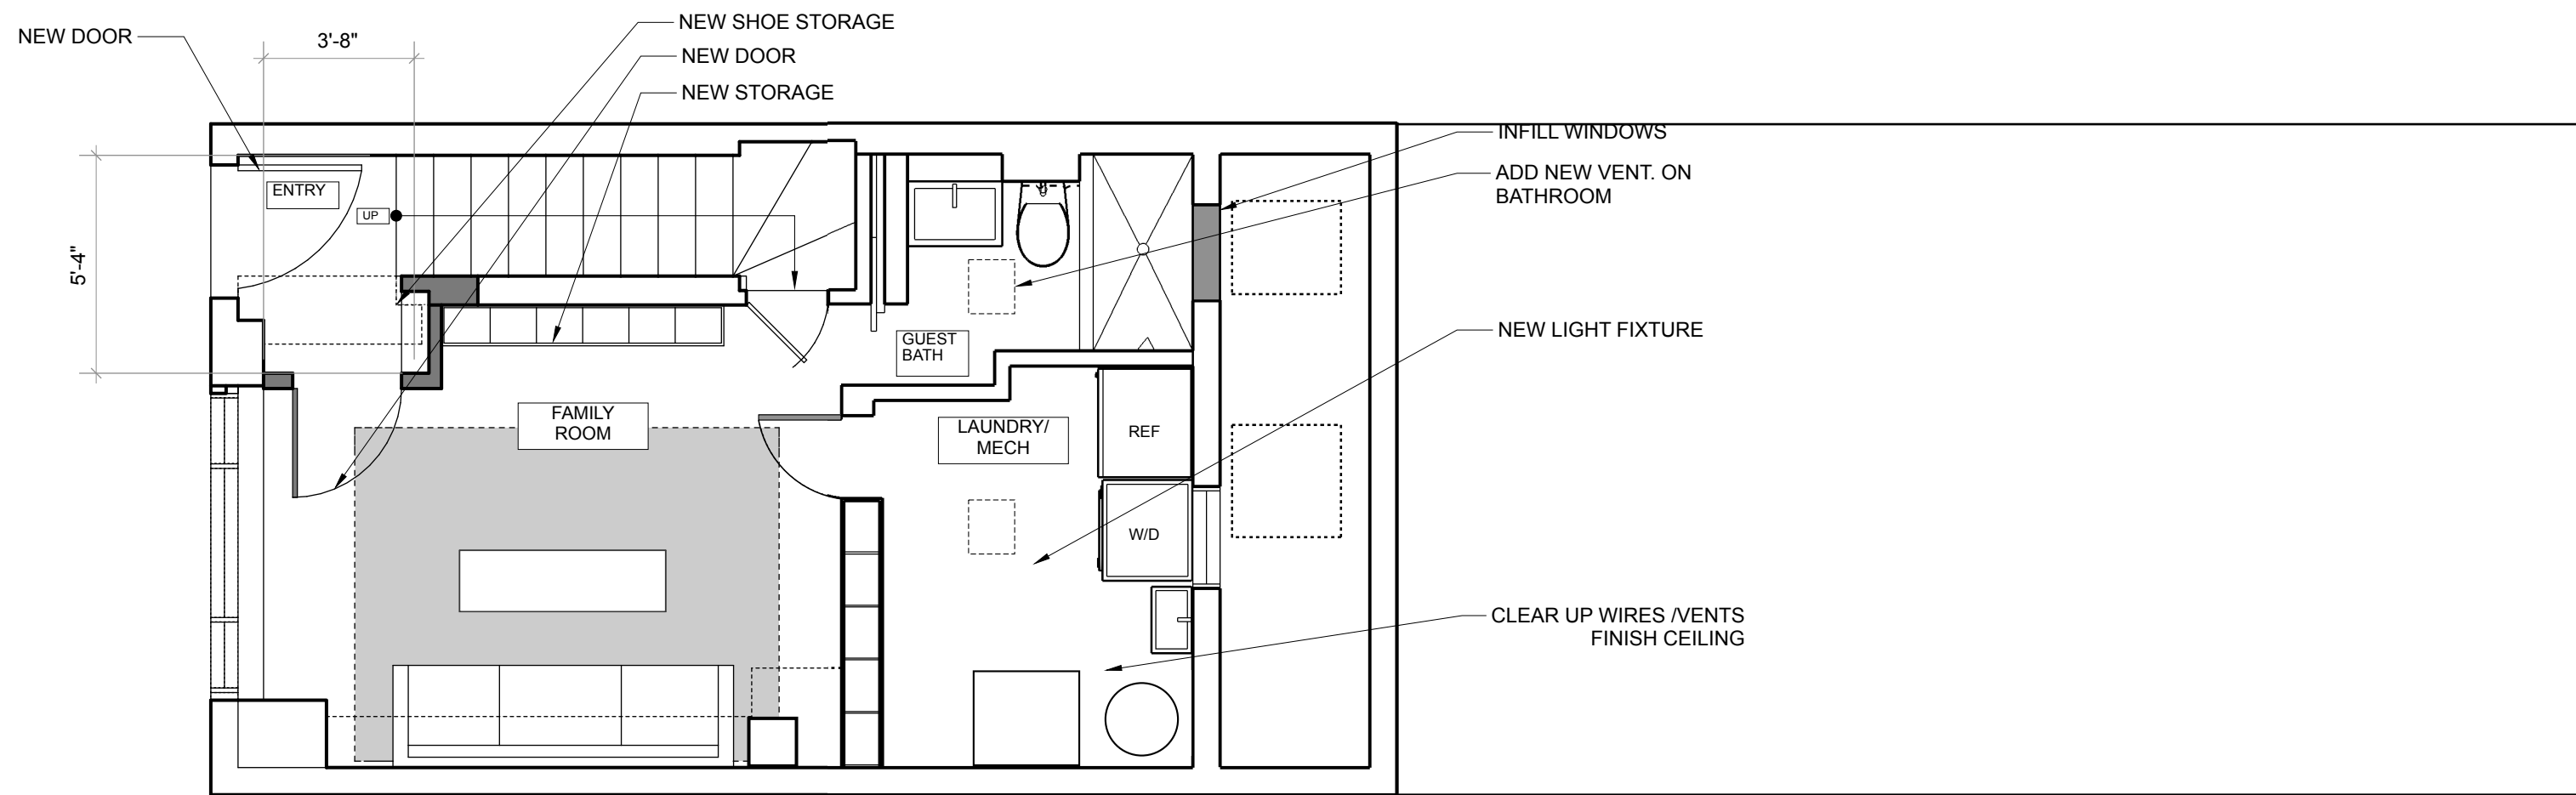 NEW SHOE STORAGE
NEW DOOR
3'-8"
NEW DOOR
NEW STORAGE
INFILL WINDOWS
ADD NEW VENT. ON
BATHROOM
ENTRY
UP
5'-4"
NEW LIGHT FIXTURE
GUEST
BATH
FAMILY
ROOM
LAUNDRY/
MECH
REF
W/D
CLEAR UP WIRES /VENTS
FINISH CEILING